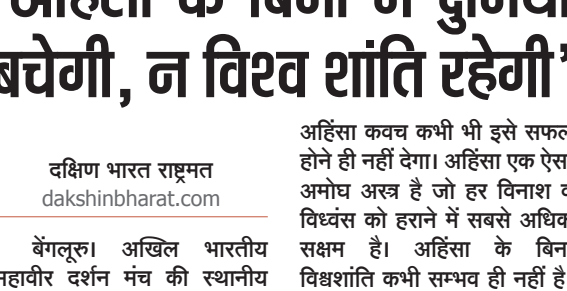 अहिंसा के बिना न दुनिया
बचेगी, न विश्व शांति रहेगी'
दक्षिण भारत राष्ट्रमत
dakshinbharat.com
बेंगलूरु। अखिल भारतीय
महावीर दर्शन मंच की स्थानीय
अहिंसा कवच कभी भी इसे सफल
होने ही नहीं देगा। अहिंसा एक ऐसा
अमोघ अस्त्र है जो हर विनाश व
विध्वंस को हराने में सबसे अधिक
सक्षम है। अहिंसा के बिना
विश्वशांति कभी सम्भव ही नहीं है